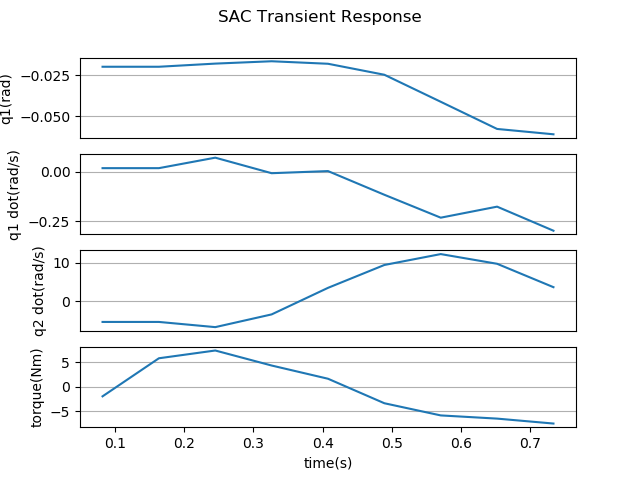 SAC Transient Response
q1(rad)
−0.025
−0.050
q1 dot(rad/s)
0.00
−0.25
q2 dot(rad/s)
10
0
torque(Nm)
5
0
−5
0.1 0.2 0.3 0.4 0.5 0.6 0.7
time(s)